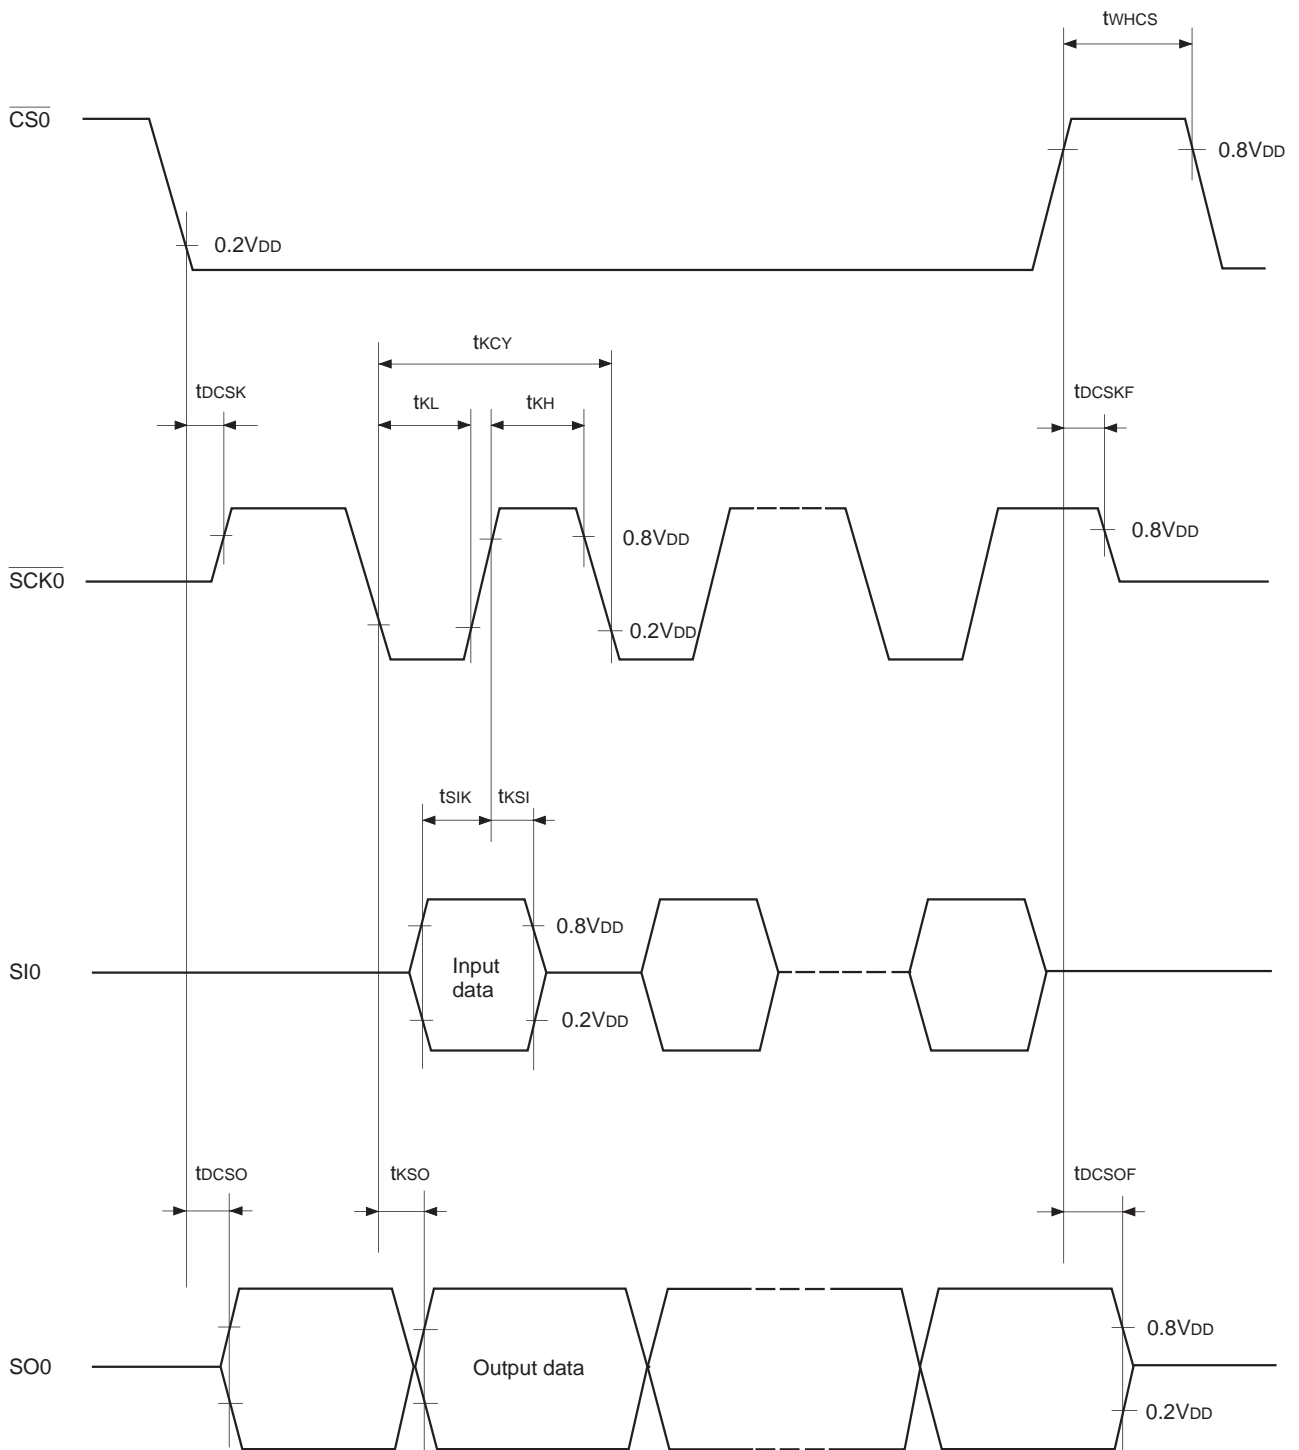 tWHCS
CS0
0.8VDD
0.2VDD
tKCY
tDCSK
tKL
tKH
tDCSKF
0.8VDD
0.8VDD
SCK0
0.2VDD
tSIK
tKSI
0.8VDD
SI0
Input
data
0.2VDD
tDCSO
tKSO
tDCSOF
0.8VDD
SO0
Output data
0.2VDD